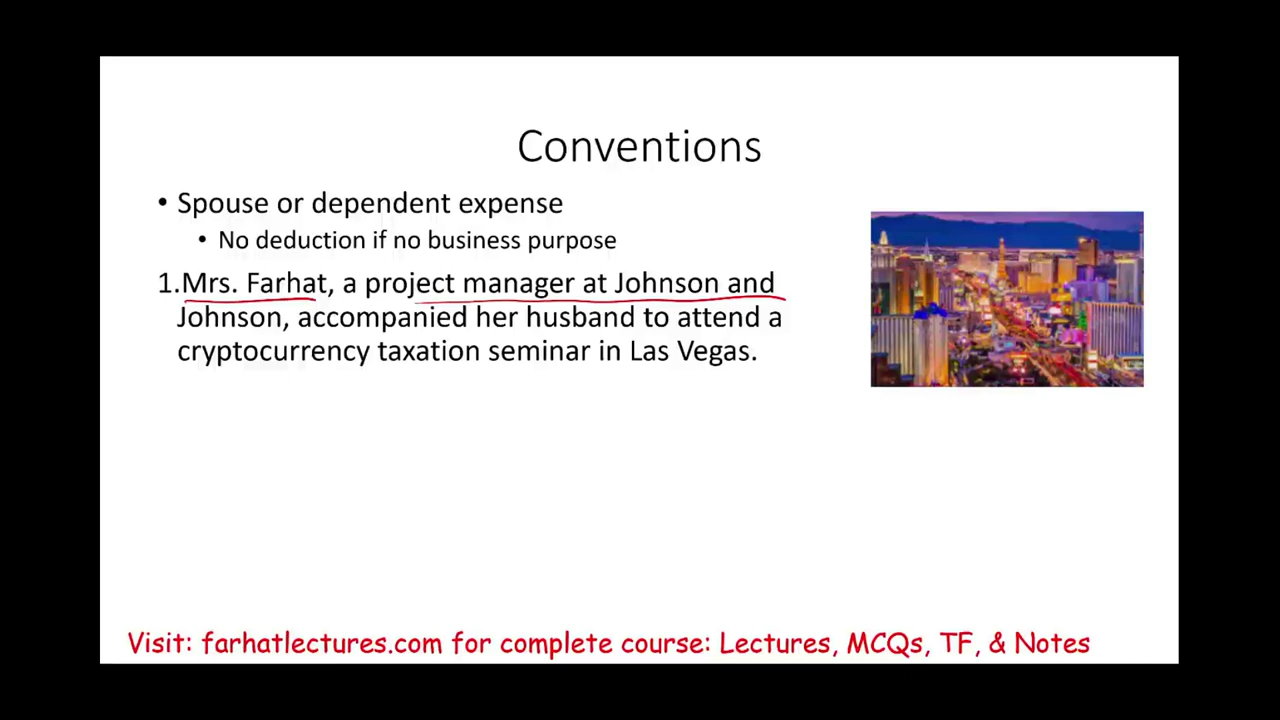 Conventions
• Spouse or dependent expense
• No deduction if no business purpose
1.Mrs. Farhat, a project manager at Johnson and
Johnson, accompanied her husband to attend a
cryptocurrency taxation seminar in Las Vegas.
Visit: farhatlectures.com for complete course: Lectures, MCQs, TF, & Notes